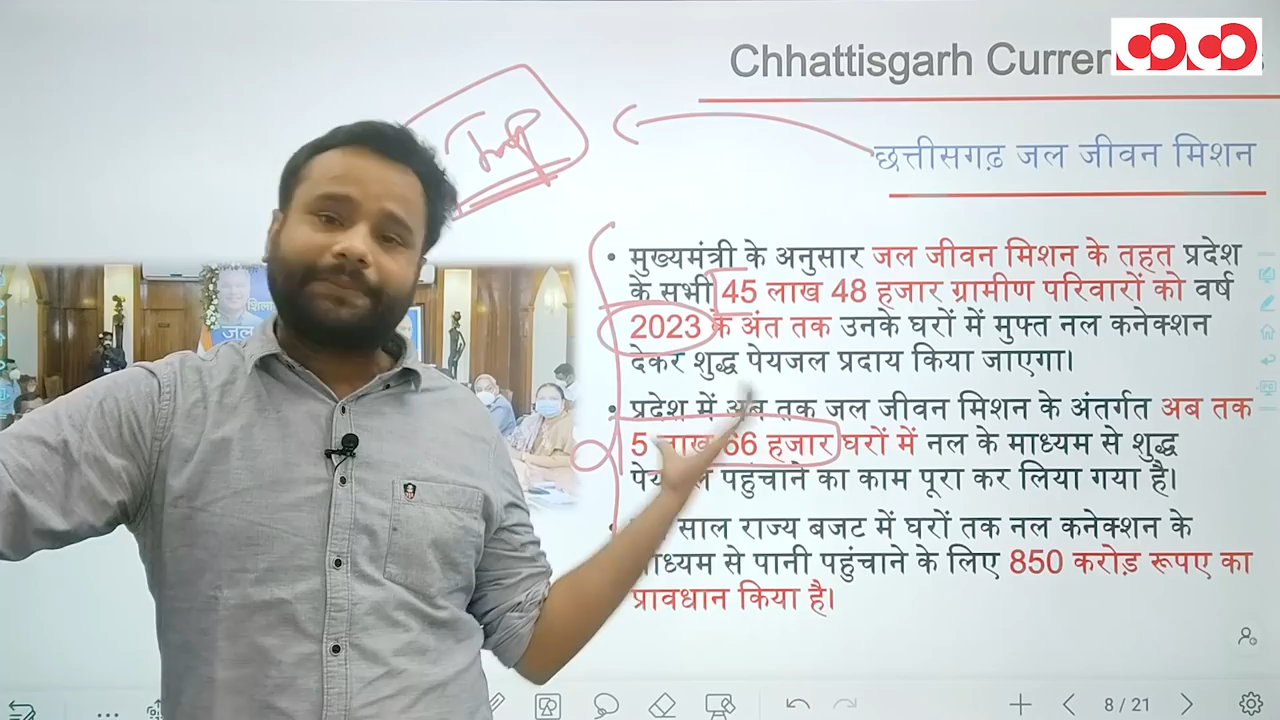 Chhattisgarh Curren
Imp
छत्तीसगढ़ जल जीवन मिशन
• मुख्यमंत्री के अनुसार जल जीवन मिशन के तहत प्रदेश
के सभी 45 लाख 48 हजार ग्रामीण परिवारों को वर्ष
2023 के अंत तक उनके घरों में मुफ्त नल कनेक्शन
देकर शुद्ध पेयजल प्रदाय किया जाएगा।
• प्रदेश में अब तक जल जीवन मिशन के अंतर्गत अब तक
5 लाख 66 हजार घरों में नल के माध्यम से शुद्ध
पहुंचाने का काम पूरा कर लिया गया है।
साल राज्य बजट में घरों तक नल कनेक्शन के
माध्यम से पानी पहुंचाने के लिए 850 करोड़ रूपए का
प्रावधान किया है।
जल
8 / 21